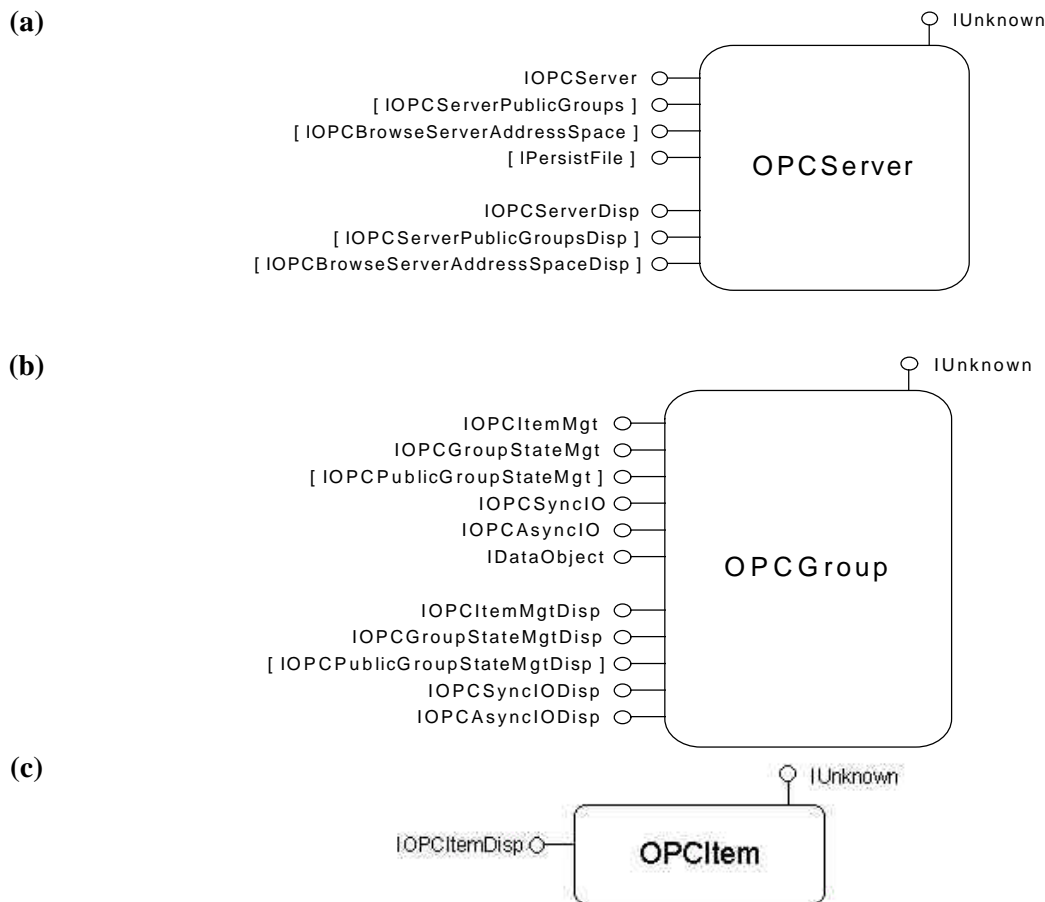 (a)
IUnknown
IOPCServer
[ IOPCServerPublicGroups ]
[ IOPCBrowseServerAddressSpace ]
[ IPersistFile ]
OPCServer
IOPCServerDisp
[ IOPCServerPublicGroupsDisp ]
[ IOPCBrowseServerAddressSpaceDisp ]
(b)
IUnknown
IOPCItemMgt
IOPCGroupStateMgt
[ IOPCPublicGroupStateMgt ]
IOPCSyncIO
IOPCAsyncIO
IDataObject
OPCGroup
IOPCItemMgtDisp
IOPCGroupStateMgtDisp
[ IOPCPublicGroupStateMgtDisp ]
IOPCSyncIODisp
IOPCAsyncIODisp
(c)
IUnknown
IOPCItemDisp
OPCItem